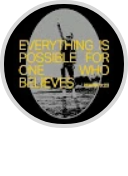 EVERYTHING IS
POSSIBLE FOR
ONE WHO
BELIEVES